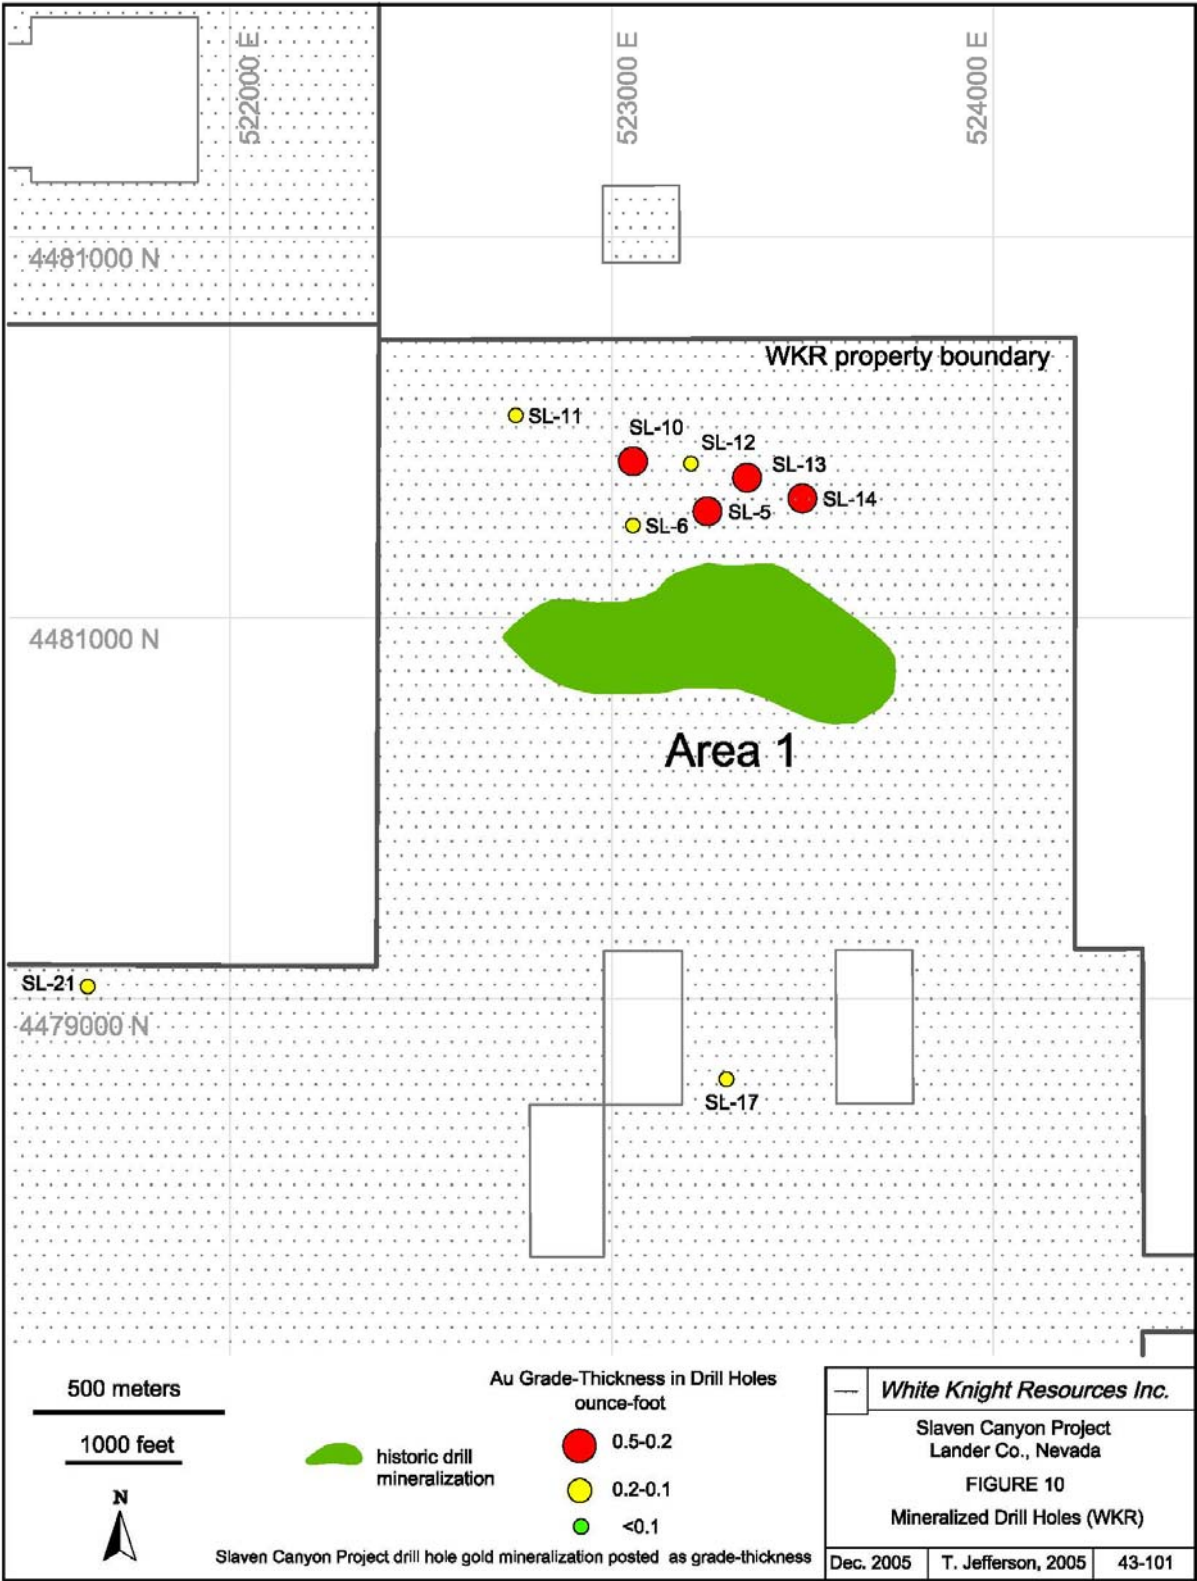 522000 E
523000 E
524000 E
4481000 N
WKR property boundary
SL-11
SL-10
SL-12
SL-13
SL-14
SL-5
SL-6
4481000 N
Area 1
SL-21
4479000 N
SL-17
500 meters
1000 feet
N
historic drill
mineralization
Au Grade-Thickness in Drill Holes
ounce-foot
0.5-0.2
0.2-0.1
<0.1
Slaven Canyon Project drill hole gold mineralization posted as grade-thickness
White Knight Resources Inc.
Slaven Canyon Project
Lander Co., Nevada
FIGURE 10
Mineralized Drill Holes (WKR)
Dec. 2005
T. Jefferson, 2005
43-101